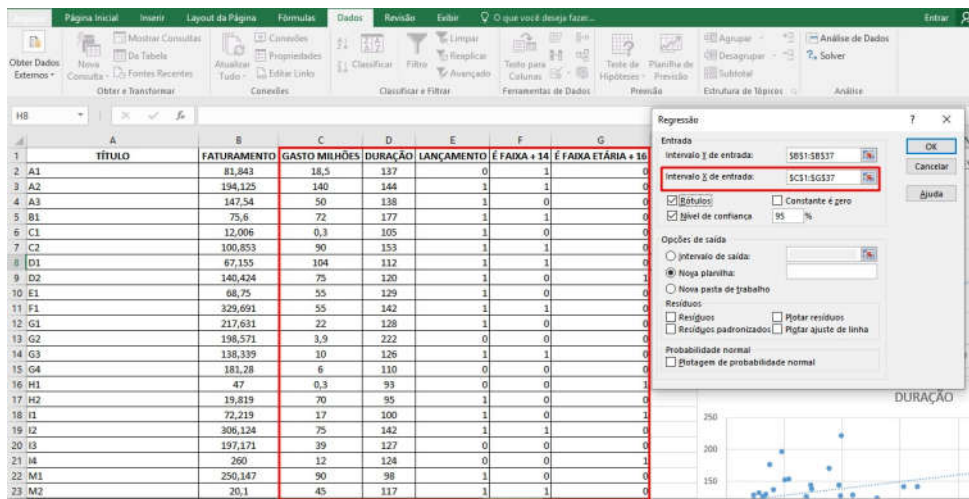 Página Inicial Inserir Layout da Página Fórmulas Dados Revisão Exibir O que você deseja fazer... Entrar
Obter Dados Externos
Nova Consulta
Mostrar Consultas
Da Tabela
Fontes Recentes
Obter e Transformar
Atualizar Tudo
Conexões
Propriedades
Editar Links
Conexões
Classificar
Filtro
Limpar
Reaplicar
Avançado
Classificar e Filtrar
Texto para Colunas
Ferramentas de Dados
Teste de Hipóteses
Planilha de Previsão
Previsão
Agrupar
Desagrupar
Subtotal
Estrutura de Tópicos
Análise de Dados
Solver
Análise
H8 fx
A B C D E F G
1 TÍTULO FATURAMENTO GASTO MILHÕES DURAÇÃO LANÇAMENTO É FAIXA + 14 É FAIXA ETÁRIA + 16
2 A1 81,843 18,5 137 0 1 0
3 A2 194,125 140 144 1 1 0
4 A3 147,54 50 138 0 1 0
5 B1 75,6 72 177 1 1 0
6 C1 12,006 0,3 105 1 0 0
7 C2 100,853 90 153 1 1 0
8 D1 67,155 104 112 1 1 0
9 D2 140,424 75 120 1 0 1
10 E1 68,75 55 129 1 0 0
11 F1 329,691 55 142 1 1 0
12 G1 217,631 22 128 1 0 0
13 G2 198,571 3,9 222 0 0 0
14 G3 138,339 10 126 1 1 0
15 G4 181,28 6 110 0 0 0
16 H1 47 0,3 93 0 0 1
17 H2 19,819 70 95 1 0 0
18 I1 72,219 17 100 1 0 1
19 I2 306,124 75 142 1 1 0
20 I3 197,171 39 127 0 0 0
21 I4 260 12 124 0 0 1
22 M1 250,147 90 98 1 0 0
23 M2 20,1 45 117 1 1 0
Regressão ? ×
Entrada
Intervalo Y de entrada: $B$1:$B$37
Intervalo X de entrada: $C$1:$G$37
Rótulos Constante é zero
Nível de confiança 95 %
OK
Cancelar
Ajuda
Opções de saída
Intervalo de saída:
Nova planilha:
Nova pasta de trabalho
Resíduos
Resíduos Plotar resíduos
Resíduos padronizados Plotar ajuste de linha
Probabilidade normal
Plotagem de probabilidade normal
DURAÇÃO
250
200
150